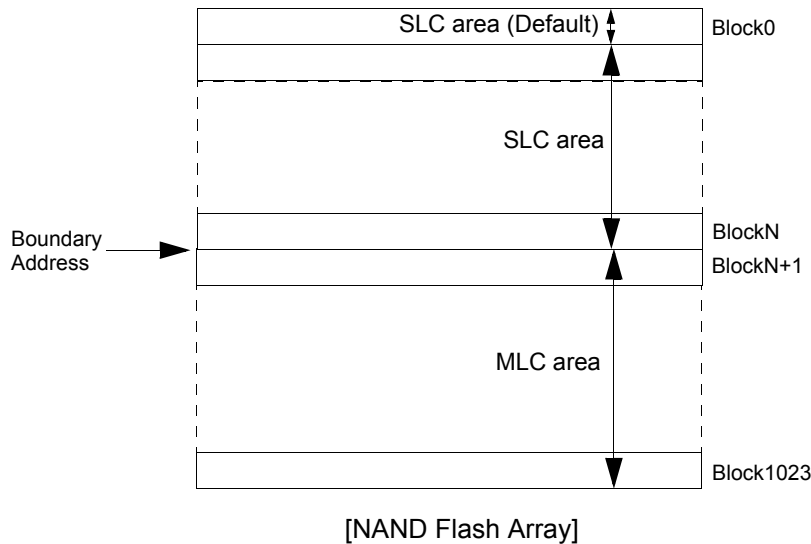 SLC area (Default)
Block0
SLC area
Boundary
Address
BlockN
BlockN+1
MLC area
Block1023
[NAND Flash Array]